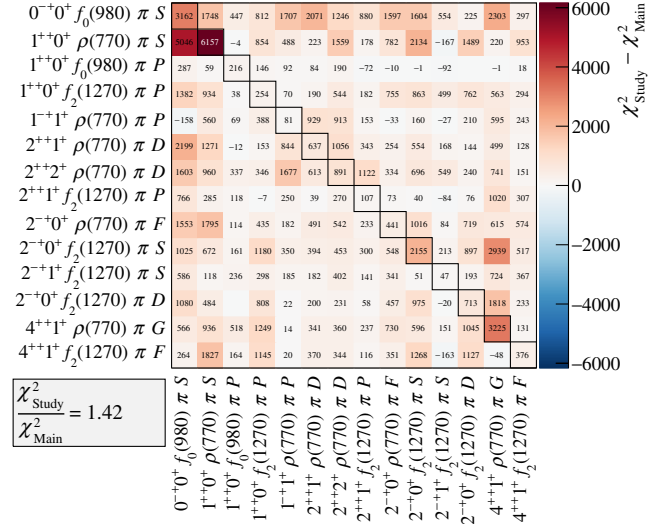 0⁻⁺0⁺ f₀(980) π S 3162 1748 447 812 1707 2071 1246 880 1597 1604 554 225 2303 447
1⁺⁺0⁺ ρ(770) π S 5046 6157 −4 854 488 223 1559 178 782 2134 −167 1489 220 953
1⁺⁺0⁺ f₀(980) π P 287 59 216 146 92 84 190 −72 −10 −1 −92 −1 18
1⁺⁺0⁺ f₂(1270) π P 1382 934 38 254 70 190 544 182 755 863 499 762 563 294
1⁻⁺1⁺ ρ(770) π P −158 560 69 388 81 929 913 153 −33 160 −27 210 595 243
2⁺⁺1⁺ ρ(770) π D 2199 1271 −12 153 844 637 1056 343 254 554 168 144 499 128
2⁺⁺2⁺ ρ(770) π D 1603 960 337 346 1677 613 891 1122 334 696 549 240 741 151
2⁺⁺1⁺ f₂(1270) π P 766 285 118 −7 250 39 270 107 73 40 −84 76 1020 307
2⁻⁺0⁺ ρ(770) π F 1553 1795 114 435 182 491 542 233 441 1016 84 719 615 574
2⁻⁺0⁺ f₂(1270) π S 1025 672 161 1180 350 394 453 300 548 2155 213 897 2939 517
2⁻⁺1⁺ f₂(1270) π S 586 118 236 298 185 182 402 141 341 51 47 193 724 367
2⁻⁺0⁺ f₂(1270) π D 1080 484 808 22 200 231 58 457 975 −20 713 1818 233
4⁺⁺1⁺ ρ(770) π G 566 936 518 1249 14 341 360 237 730 596 151 1045 3225 131
4⁺⁺1⁺ f₂(1270) π F 264 1827 164 1145 20 370 344 116 351 1268 −163 1127 −48 376
0⁻⁺0⁺ f₀(980) π S
1⁺⁺0⁺ ρ(770) π S
1⁺⁺0⁺ f₀(980) π P
1⁺⁺0⁺ f₂(1270) π P
1⁻⁺1⁺ ρ(770) π P
2⁺⁺1⁺ ρ(770) π D
2⁺⁺2⁺ ρ(770) π D
2⁺⁺1⁺ f₂(1270) π P
2⁻⁺0⁺ ρ(770) π F
2⁻⁺0⁺ f₂(1270) π S
2⁻⁺1⁺ f₂(1270) π S
2⁻⁺0⁺ f₂(1270) π D
4⁺⁺1⁺ ρ(770) π G
4⁺⁺1⁺ f₂(1270) π F
6000
4000
2000
0
−2000
−4000
−6000
χ²Study − χ²Main
χ²Study
χ²Main
= 1.42